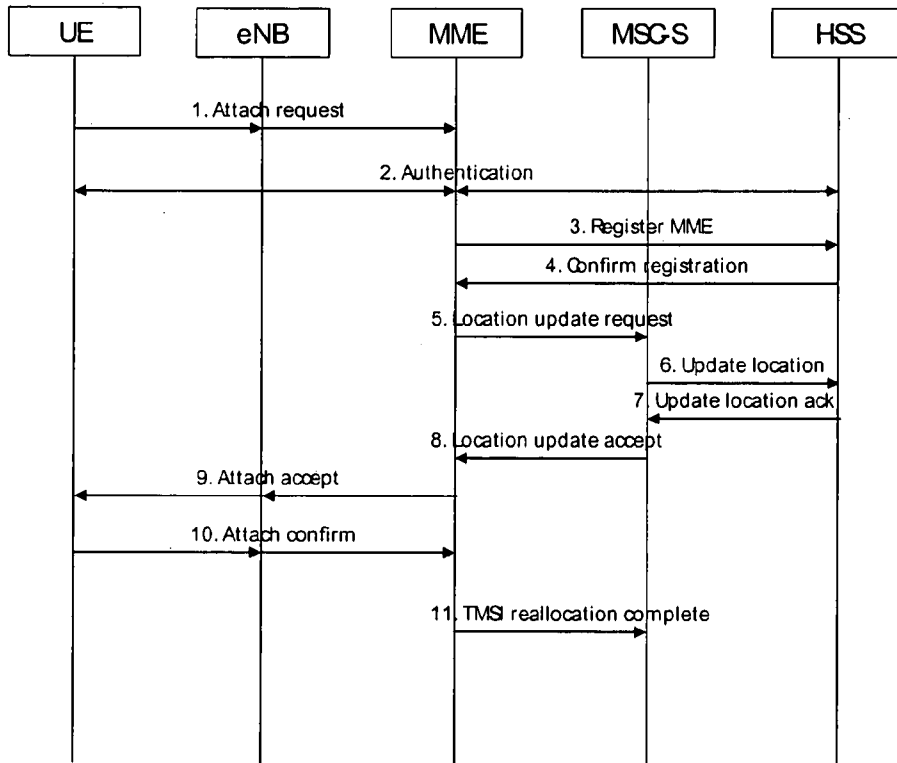 UE
eNB
MME
MSC-S
HSS
1. Attach request
2. Authentication
3. Register MME
4. Confirm registration
5. Location update request
6. Update location
7. Update location ack
8. Location update accept
9. Attach accept
10. Attach confirm
11. TMSI reallocation complete